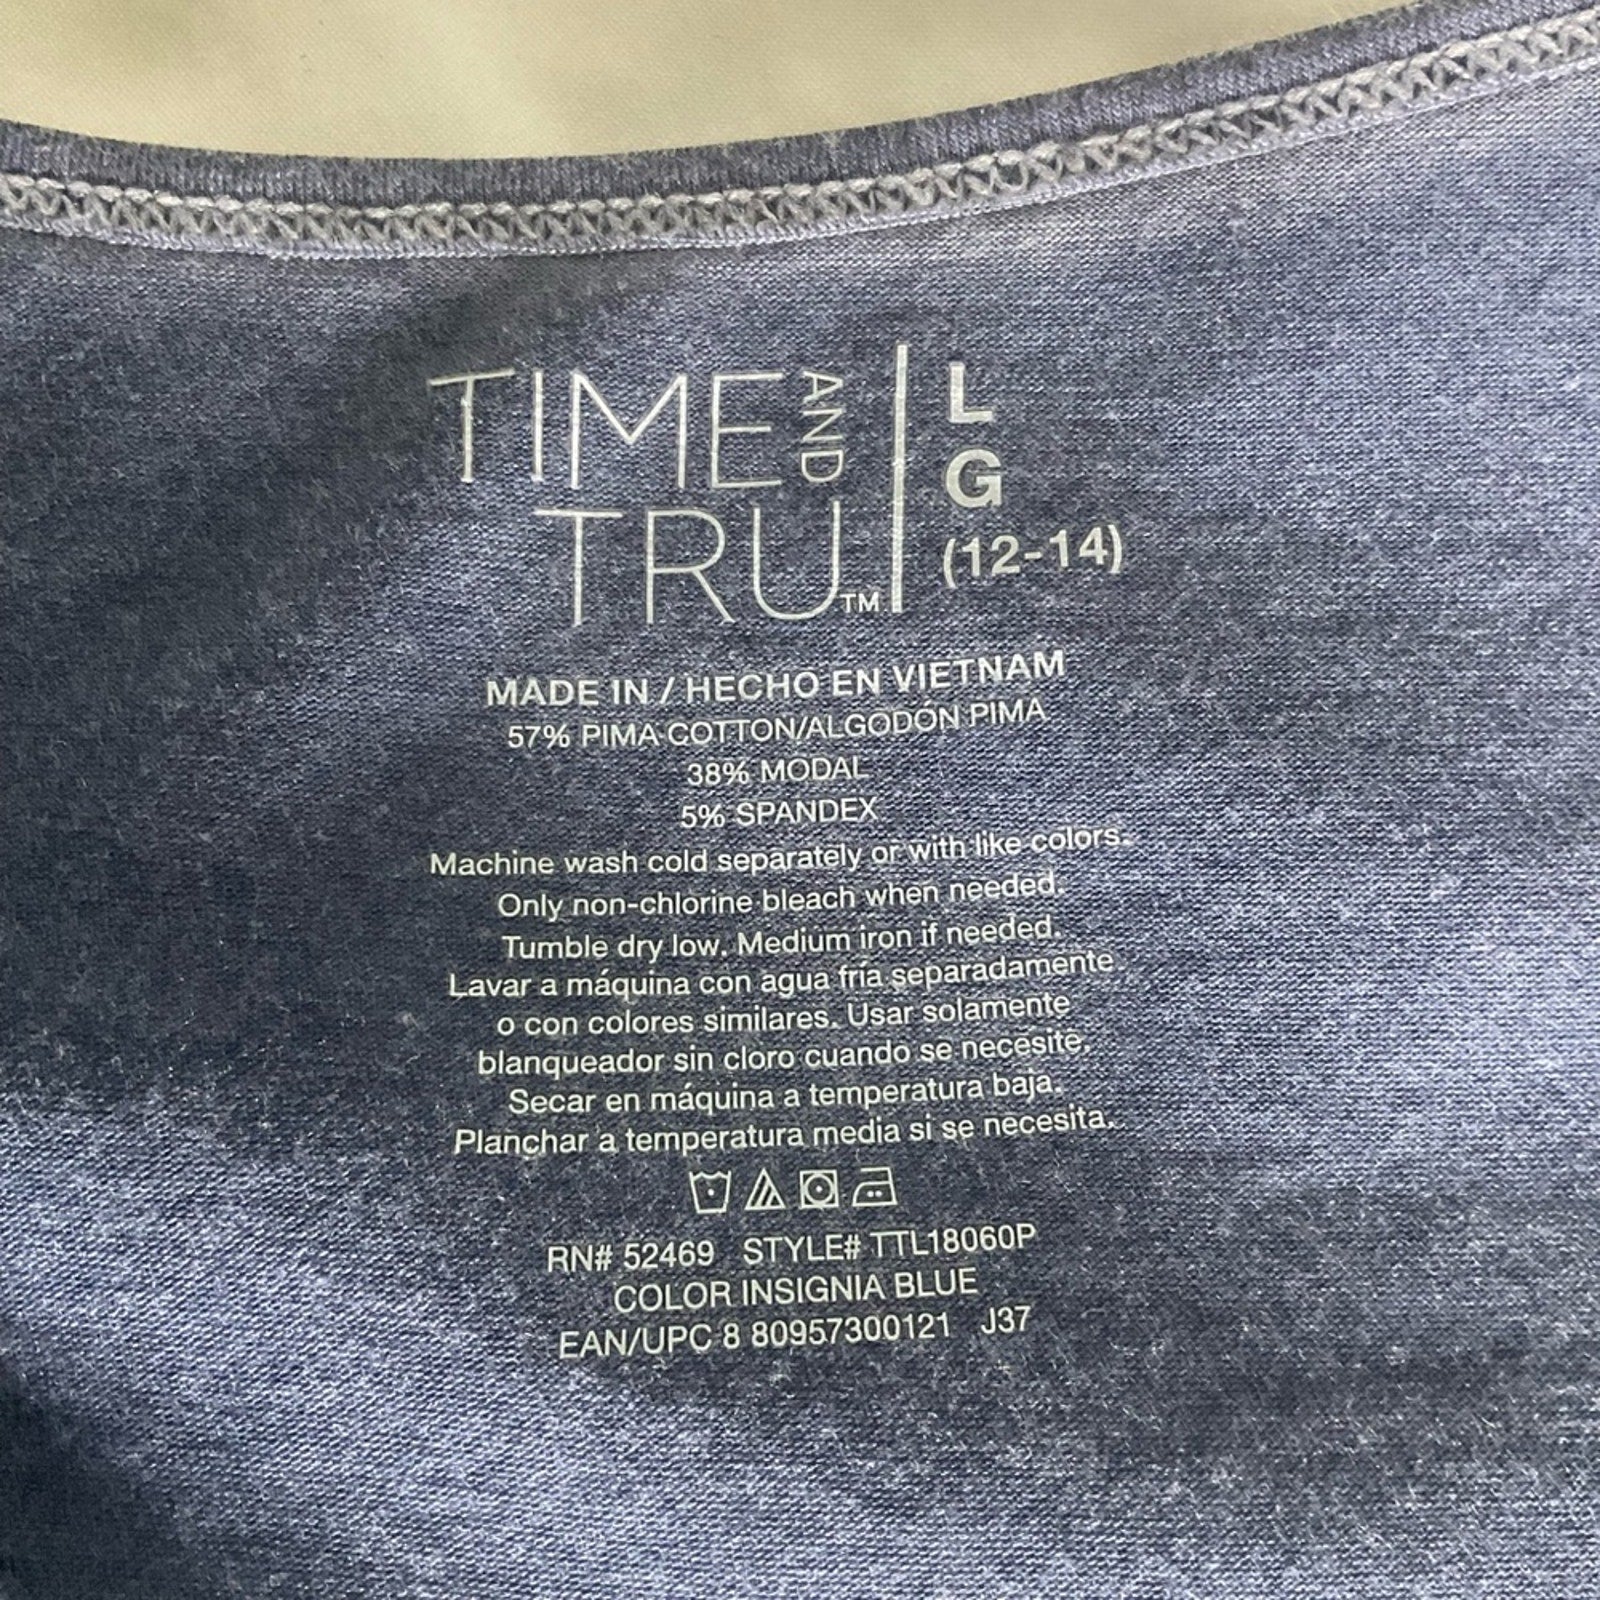 TIME AND
TRU™
L
G
(12-14)
MADE IN / HECHO EN VIETNAM
57% PIMA COTTON/ALGODÓN PIMA
38% MODAL
5% SPANDEX
Machine wash cold separately or with like colors.
Only non-chlorine bleach when needed.
Tumble dry low. Medium iron if needed.
Lavar a máquina con agua fría separadamente
o con colores similares. Usar solamente
blanqueador sin cloro cuando se necesite.
Secar en máquina a temperatura baja.
Planchar a temperatura media si se necesita.
RN# 52469 STYLE# TTL18060P
COLOR INSIGNIA BLUE
EAN/UPC 8 80957300121 J37